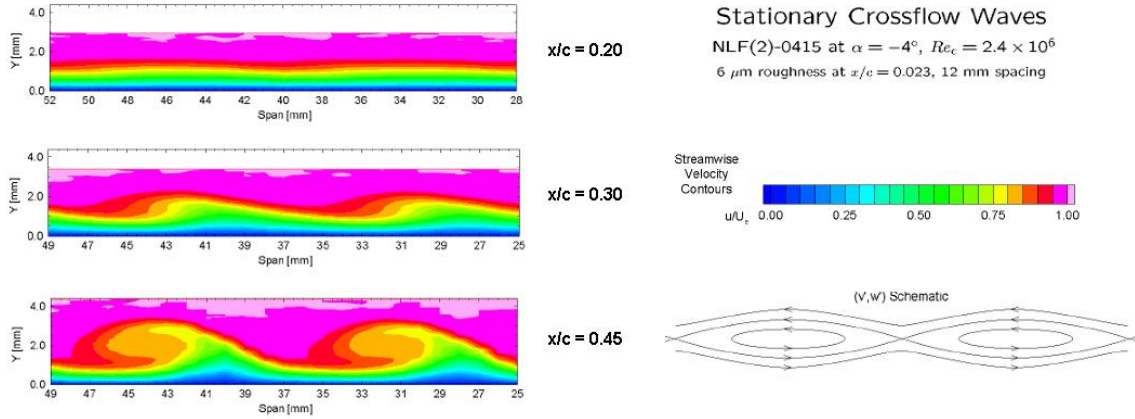 Stationary Crossflow Waves
NLF(2)-0415 at α = −4°, Re_c = 2.4 × 10⁶
6 μm roughness at x/c = 0.023, 12 mm spacing
Y [mm]
4.0
2.0
0.0
52 50 48 46 44 42 40 38 36 34 32 30 28
Span [mm]
x/c = 0.20
Y [mm]
4.0
2.0
0.0
49 47 45 43 41 39 37 35 33 31 29 27 25
Span [mm]
x/c = 0.30
Streamwise
Velocity
Contours
u/U_e 0.00 0.25 0.50 0.75 1.00
Y [mm]
4.0
2.0
0.0
49 47 45 43 41 39 37 35 33 31 29 27 25
Span [mm]
x/c = 0.45
(v',w') Schematic